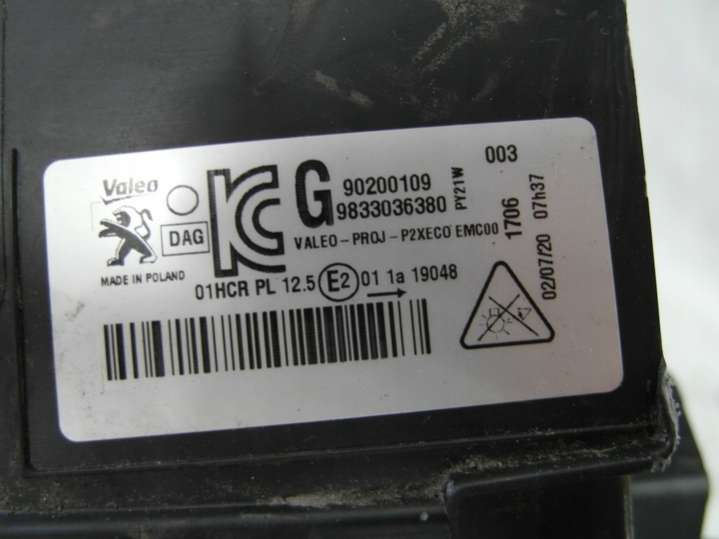 Valeo
DAG
MADE IN POLAND
KC
G 90200109
9833036380
VALEO-PROJ-P2XECO EMC00
01HCR PL 12.5 E2 01 1a 19048
PY21W
003
1706
02/07/20 07h37